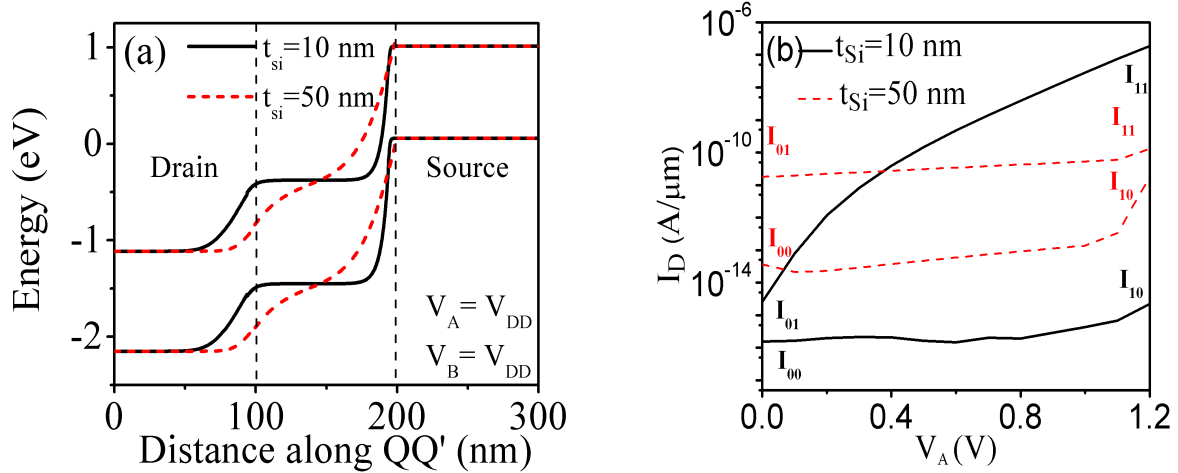 (a)
t_si=10 nm
t_si=50 nm
Drain
Source
V_A= V_DD
V_B= V_DD
1
0
-1
-2
Energy (eV)
0
100
200
300
Distance along QQ' (nm)
(b)
t_Si=10 nm
t_Si=50 nm
I_11
I_01
I_11
I_10
I_00
I_10
I_01
I_00
10^-6
10^-10
10^-14
I_D (A/μm)
0.0
0.4
0.8
1.2
V_A(V)